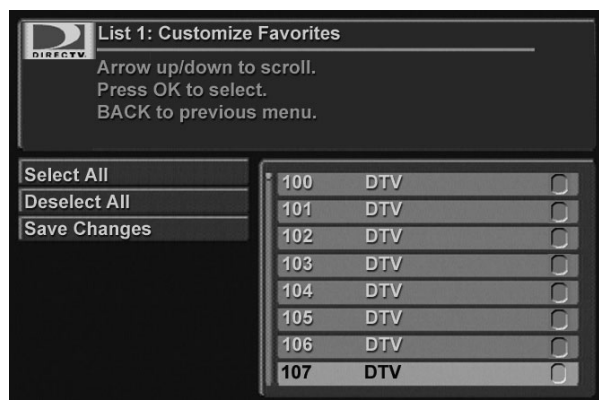 List 1: Customize Favorites
DIRECTV.
Arrow up/down to scroll.
Press OK to select.
BACK to previous menu.
Select All
Deselect All
Save Changes
100 DTV
101 DTV
102 DTV
103 DTV
104 DTV
105 DTV
106 DTV
107 DTV